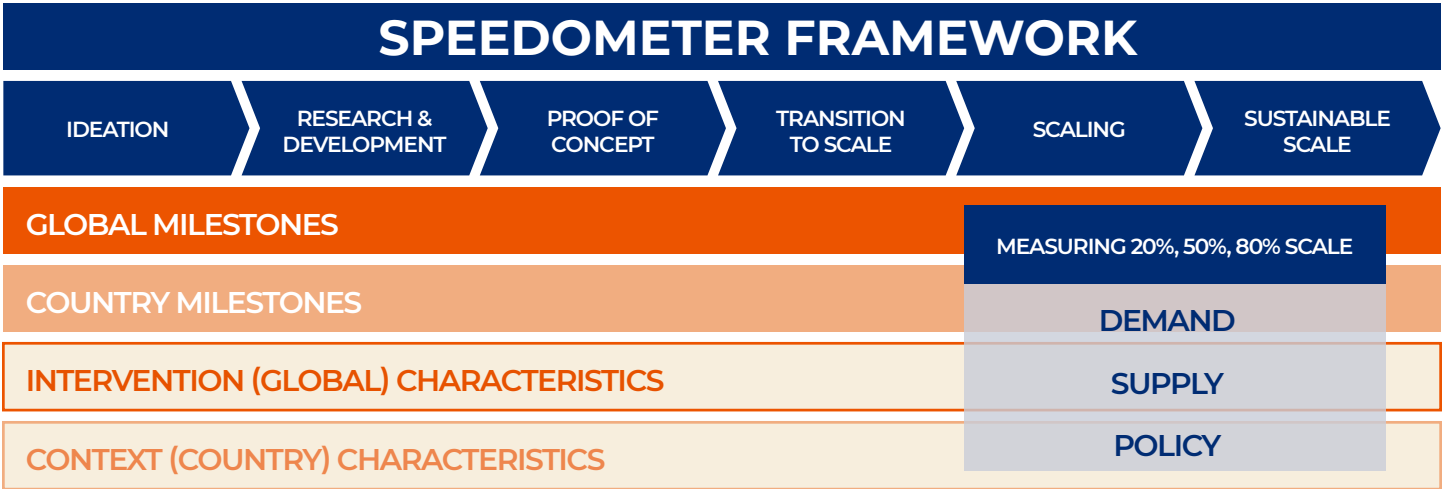 SPEEDOMETER FRAMEWORK
IDEATION
RESEARCH &
DEVELOPMENT
PROOF OF
CONCEPT
TRANSITION
TO SCALE
SCALING
SUSTAINABLE
SCALE
GLOBAL MILESTONES
MEASURING 20%, 50%, 80% SCALE
COUNTRY MILESTONES
DEMAND
INTERVENTION (GLOBAL) CHARACTERISTICS
SUPPLY
CONTEXT (COUNTRY) CHARACTERISTICS
POLICY